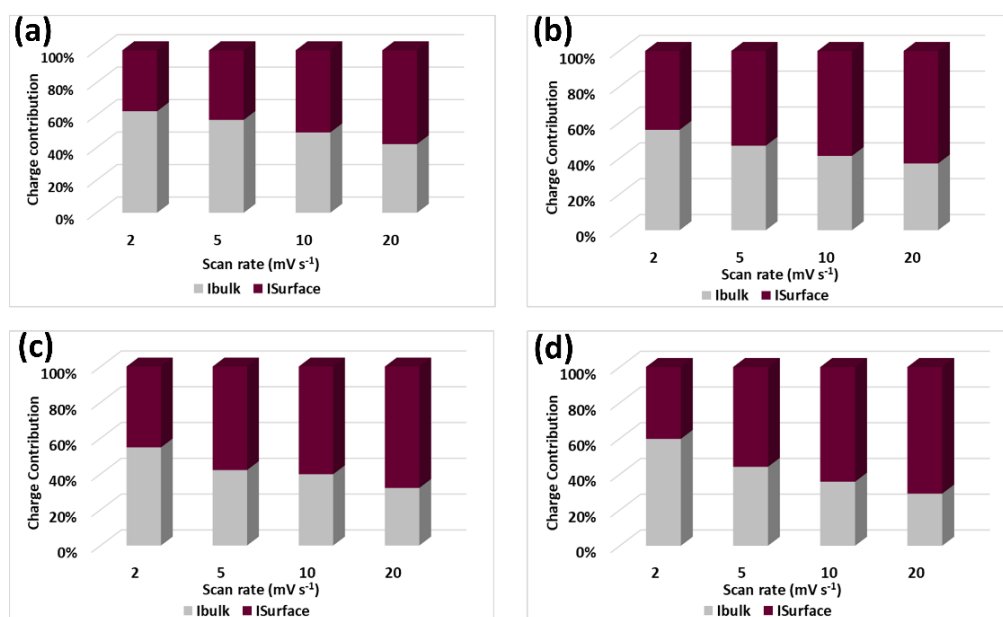 (a)
Charge contribution
100%
80%
60%
40%
20%
0%
2 5 10 20
Scan rate (mV s⁻¹)
Ibulk ISurface
(b)
Charge Contribution
100%
80%
60%
40%
20%
0%
2 5 10 20
Scan rate (mV s⁻¹)
Ibulk ISurface
(c)
Charge Contribution
100%
80%
60%
40%
20%
0%
2 5 10 20
Scan rate (mV s⁻¹)
Ibulk ISurface
(d)
Charge Contribution
100%
80%
60%
40%
20%
0%
2 5 10 20
Scan rate (mV s⁻¹)
Ibulk ISurface